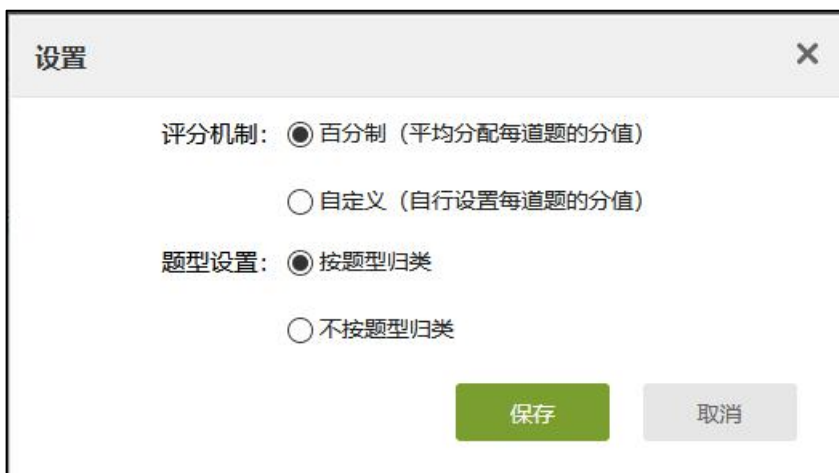 设置
评分机制: 百分制（平均分配每道题的分值）
自定义（自行设置每道题的分值）
题型设置: 按题型归类
不按题型归类
保存 取消